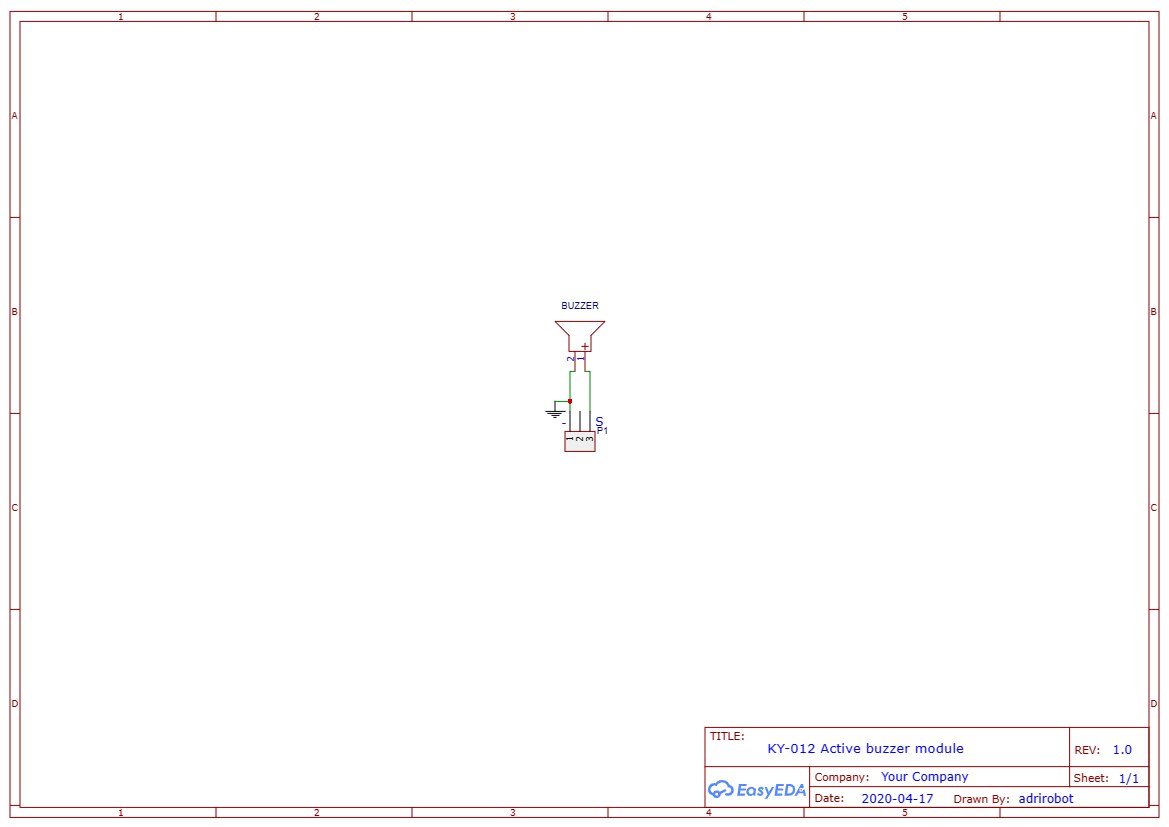 1 2 3 4 5
A A
BUZZER
B B
+
2 1
- S
P1
1 2 3
C C
D D
TITLE:
KY-012 Active buzzer module
REV: 1.0
EasyEDA
Company: Your Company
Sheet: 1/1
Date: 2020-04-17 Drawn By: adrirobot
1 2 3 4 5